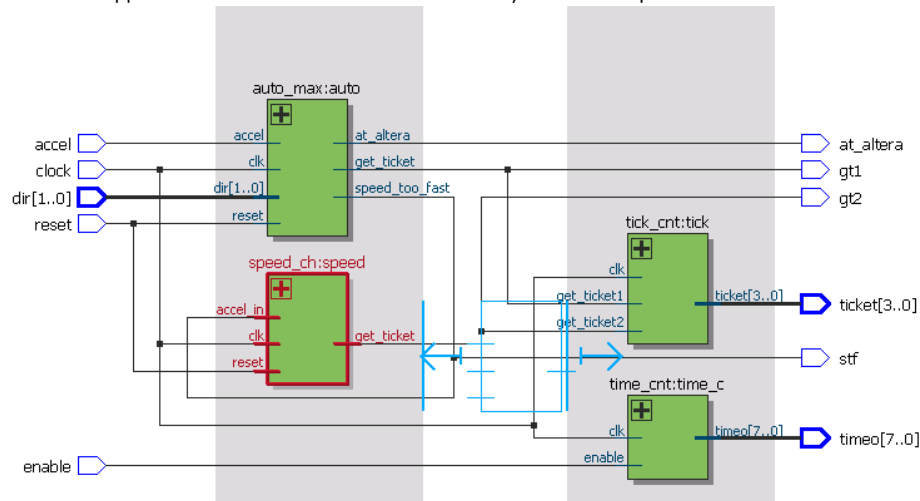 auto_max:auto
accel
clk
dir[1..0]
reset
at_altera
get_ticket
speed_too_fast
accel
clock
dir[1..0]
reset
speed_ch:speed
accel_in
clk
reset
get_ticket
tick_cnt:tick
clk
get_ticket1
get_ticket2
ticket[3..0]
time_cnt:time_c
clk
enable
timeo[7..0]
enable
at_altera
gt1
gt2
ticket[3..0]
stf
timeo[7..0]